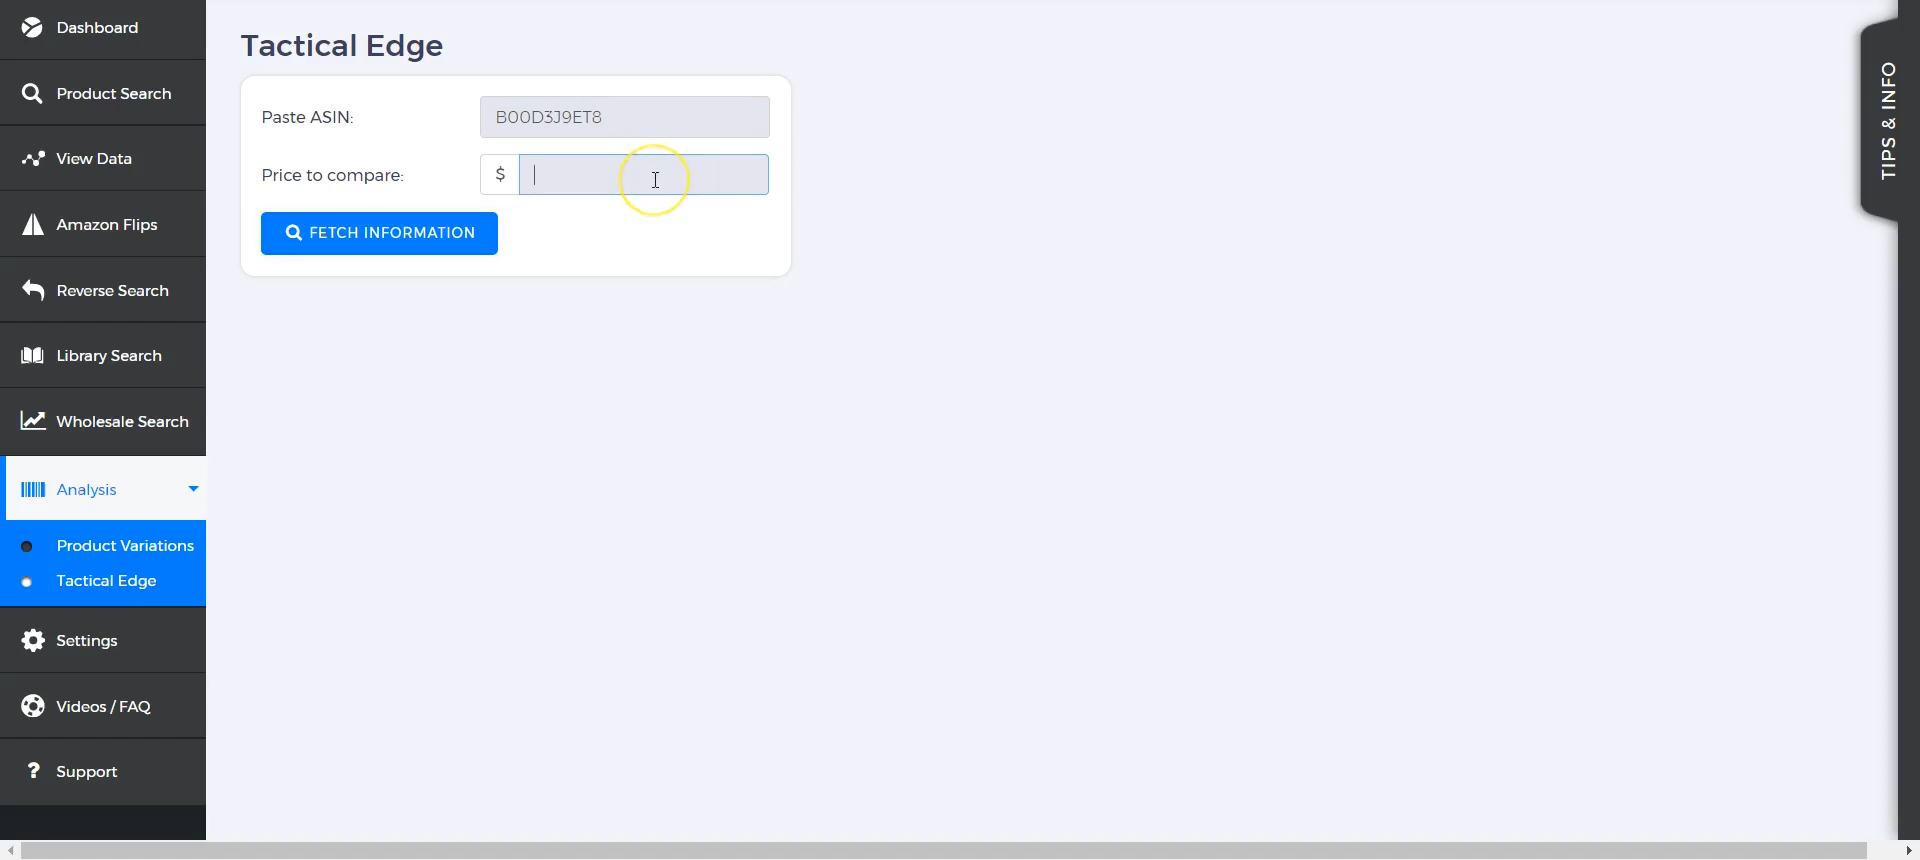 Dashboard
Product Search
View Data
Amazon Flips
Reverse Search
Library Search
Wholesale Search
Analysis
Product Variations
Tactical Edge
Settings
Videos / FAQ
? Support
Tactical Edge
Paste ASIN: B00D3J9ET8
Price to compare: $
FETCH INFORMATION
TIPS & INFO